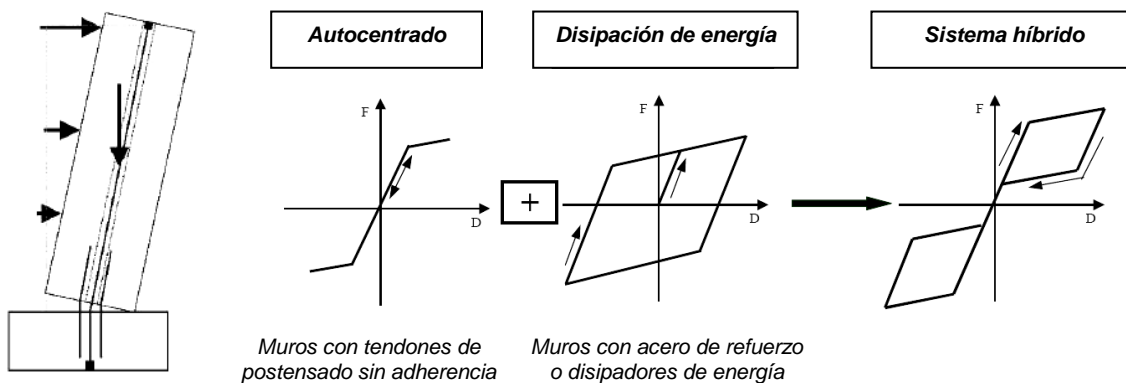 Autocentrado
Disipación de energía
Sistema híbrido
F
D
+
F
D
F
D
Muros con tendones de
postensado sin adherencia
Muros con acero de refuerzo
o disipadores de energía